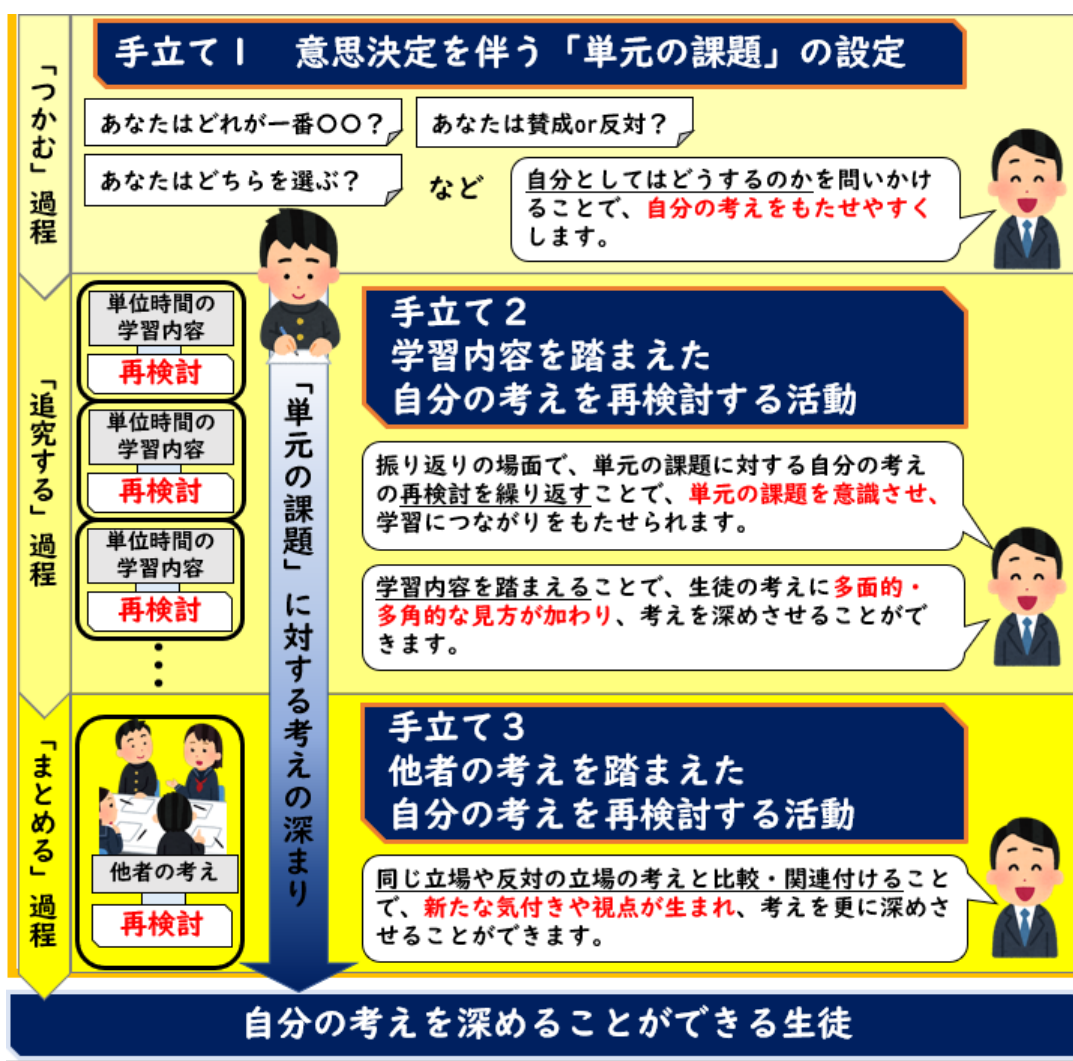 「つかむ」過程
手立て1　意思決定を伴う「単元の課題」の設定
あなたはどれが一番〇〇？
あなたは賛成or反対？
あなたはどちらを選ぶ？
など
自分としてはどうするのかを問いかけ
ることで、自分の考えをもたせやすく
します。
「追究する」過程
単位時間の
学習内容
再検討
単位時間の
学習内容
再検討
単位時間の
学習内容
再検討
・・・
「単元の課題」に対する考えの深まり
手立て２
学習内容を踏まえた
自分の考えを再検討する活動
振り返りの場面で、単元の課題に対する自分の考え
の再検討を繰り返すことで、単元の課題を意識させ、
学習につながりをもたせられます。
学習内容を踏まえることで、生徒の考えに多面的・
多角的な見方が加わり、考えを深めさせることがで
きます。
「まとめる」過程
他者の考え
再検討
手立て３
他者の考えを踏まえた
自分の考えを再検討する活動
同じ立場や反対の立場の考えと比較・関連付けること
で、新たな気付きや視点が生まれ、考えを更に深めさ
せることができます。
自分の考えを深めることができる生徒